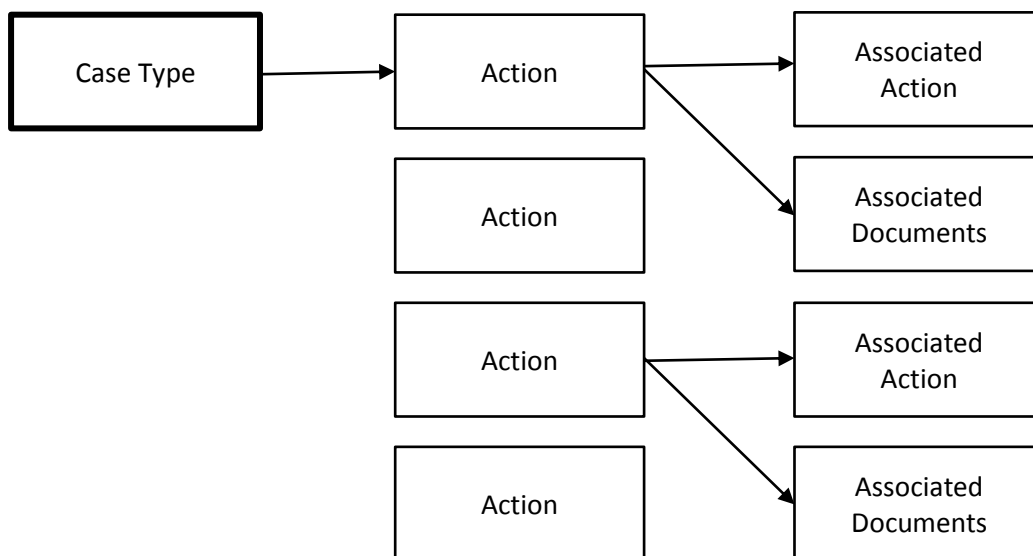 Case Type
Action
Associated
Action
Action
Associated
Documents
Action
Associated
Action
Action
Associated
Documents